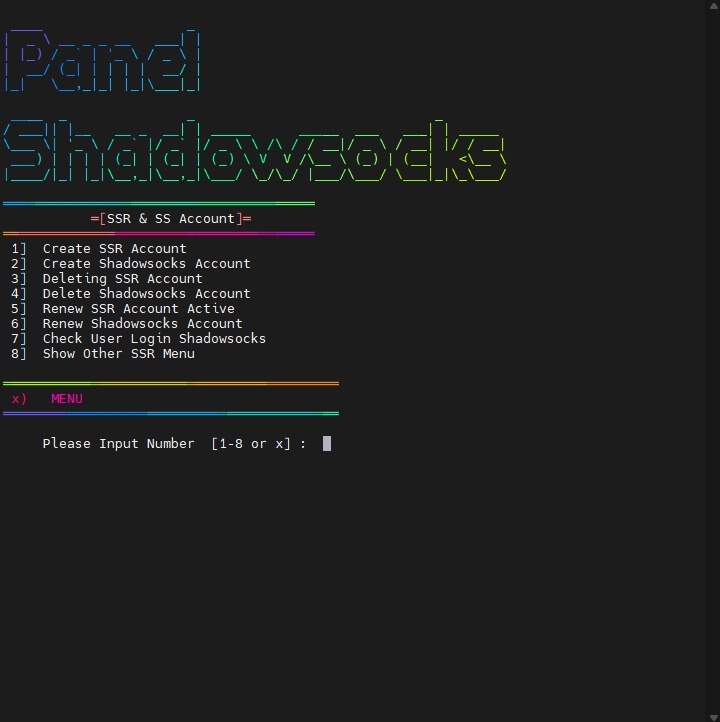 Panel
Shadowsocks
═[SSR & SS Account]═
1] Create SSR Account
2] Create Shadowsocks Account
3] Deleting SSR Account
4] Delete Shadowsocks Account
5] Renew SSR Account Active
6] Renew Shadowsocks Account
7] Check User Login Shadowsocks
8] Show Other SSR Menu
x) MENU
Please Input Number [1-8 or x] :